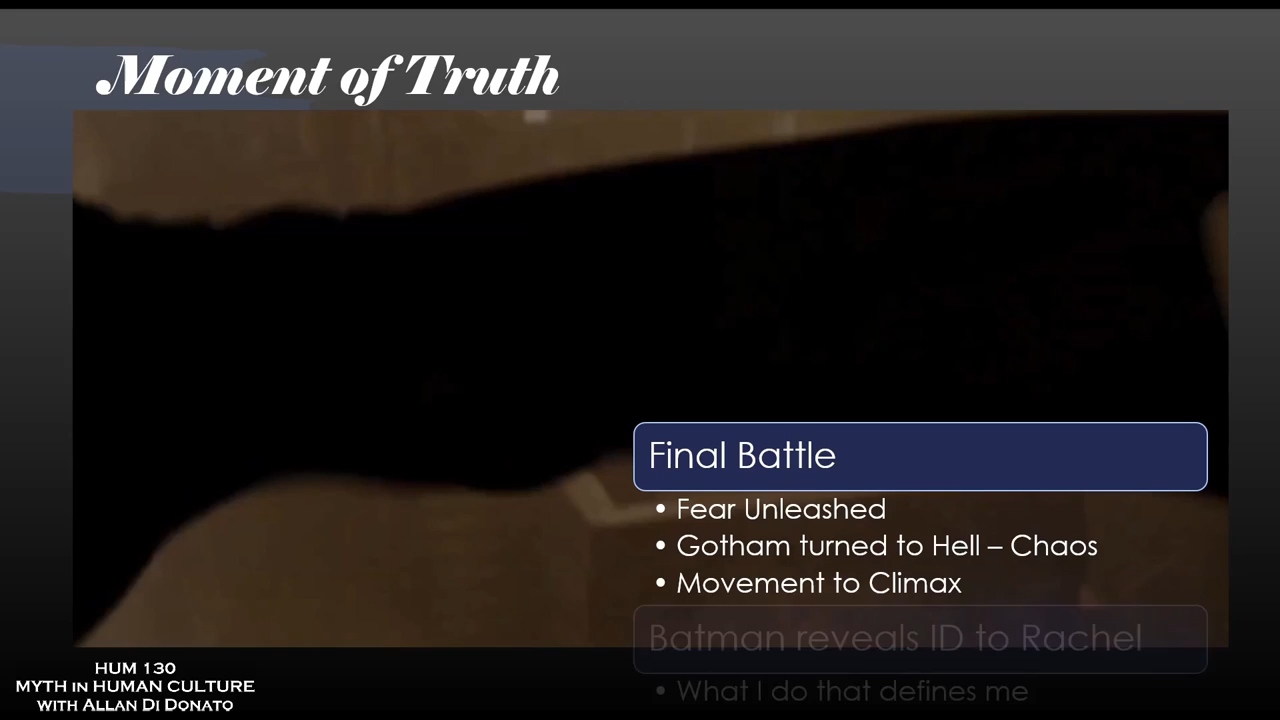 Moment of Truth
Final Battle
• Fear Unleashed
• Gotham turned to Hell – Chaos
• Movement to Climax
Batman reveals ID to Rachel
• What I do that defines me
HUM 130
MYTH IN HUMAN CULTURE
WITH ALLAN DI DONATO